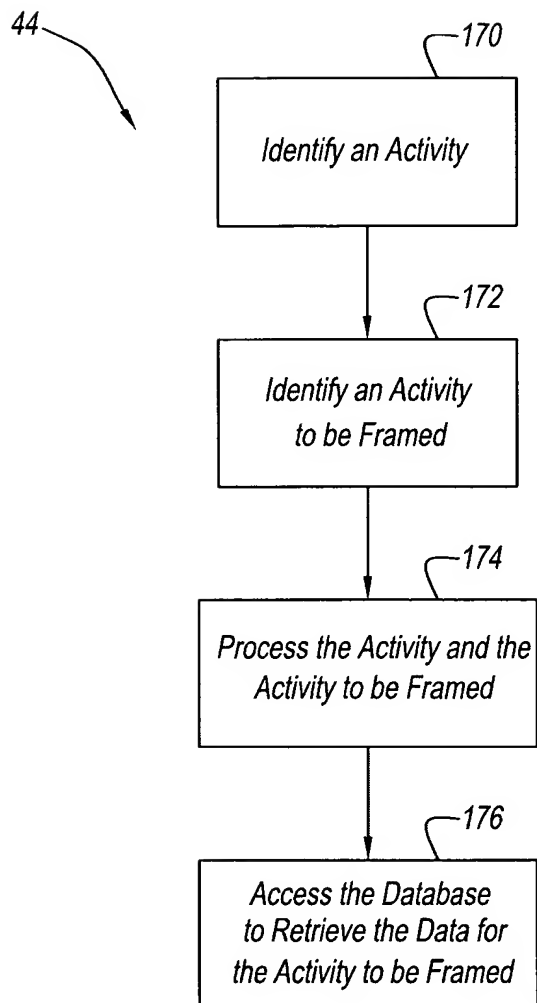 44
170
Identify an Activity
172
Identify an Activity
to be Framed
174
Process the Activity and the
Activity to be Framed
176
Access the Database
to Retrieve the Data for
the Activity to be Framed